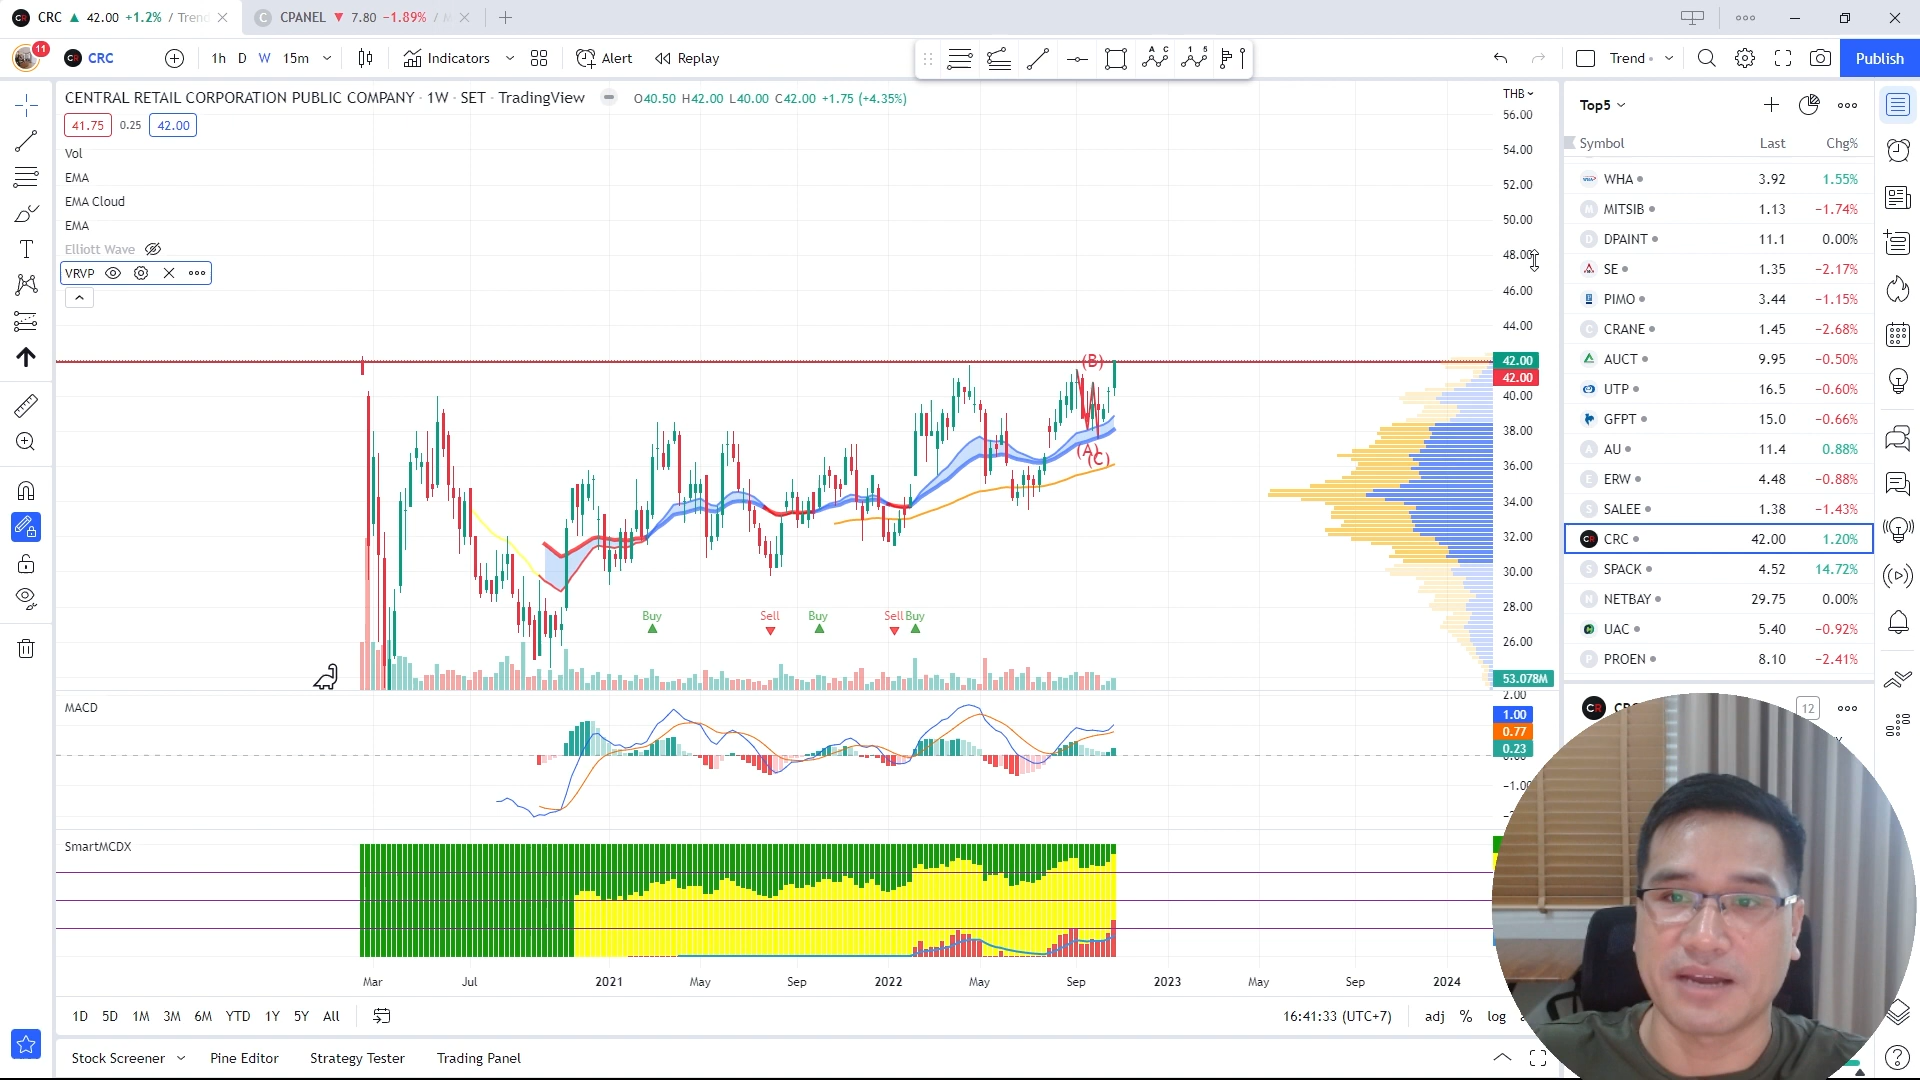 CRC ▲ 42.00 +1.2% / Trend
C CPANEL ▼ 7.80 −1.89% / 
11 CR CRC 1h D W 15m Indicators Alert Replay Trend Publish
CENTRAL RETAIL CORPORATION PUBLIC COMPANY · 1W · SET · TradingView O40.50 H42.00 L40.00 C42.00 +1.75 (+4.35%)
41.75 0.25 42.00
Vol
EMA
EMA Cloud
EMA
Elliott Wave
VRVP
THB
56.00
54.00
52.00
50.00
48.00
46.00
44.00
42.00
42.00
40.00
38.00
36.00
34.00
32.00
30.00
28.00
26.00
53.078M
(B)
(A)
(C)
Buy
Sell
Buy
Sell
Buy
MACD
2.00
1.00
0.77
0.23
0.00
SmartMCDX
Mar Jul 2021 May Sep 2022 May Sep 2023 May Sep 2024
1D 5D 1M 3M 6M YTD 1Y 5Y All 16:41:33 (UTC+7) adj % log
Stock Screener Pine Editor Strategy Tester Trading Panel
Top5
Symbol Last Chg%
WHA 3.92 1.55%
MITSIB 1.13 −1.74%
DPAINT 11.1 0.00%
SE 1.35 −2.17%
PIMO 3.44 −1.15%
CRANE 1.45 −2.68%
AUCT 9.95 −0.50%
UTP 16.5 −0.60%
GFPT 15.0 −0.66%
AU 11.4 0.88%
ERW 4.48 −0.88%
SALEE 1.38 −1.43%
CRC 42.00 1.20%
SPACK 4.52 14.72%
NETBAY 29.75 0.00%
UAC 5.40 −0.92%
PROEN 8.10 −2.41%
CR 12